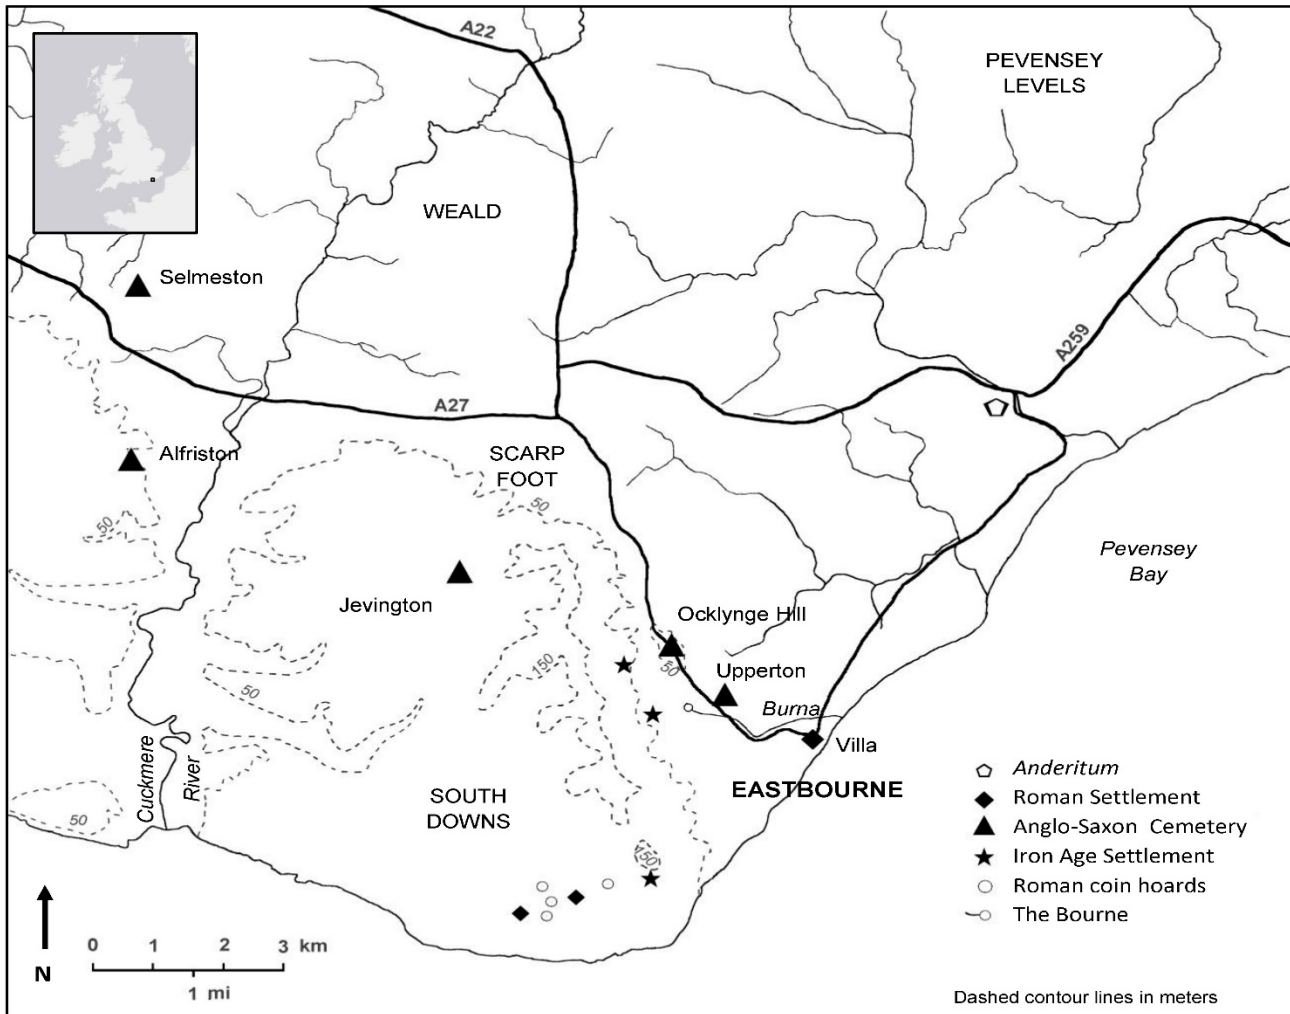 A22
PEVENSEY
LEVELS
WEALD
Selmeston
A259
A27
SCARP
FOOT
Alfriston
50
50
Pevensey
Bay
Jevington
Ocklynge Hill
50
150
Upperton
50
Burna
Villa
Cuckmere
River
EASTBOURNE
SOUTH
DOWNS
50
150
Anderitum
Roman Settlement
Anglo-Saxon Cemetery
Iron Age Settlement
Roman coin hoards
The Bourne
0 1 2 3 km
N
1 mi
Dashed contour lines in meters